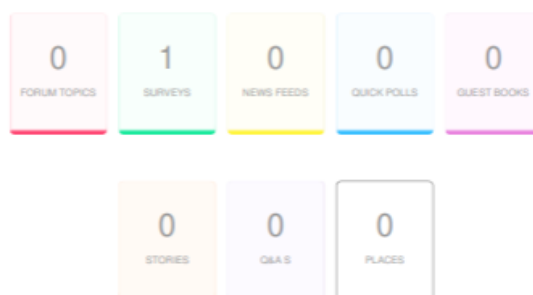 0 1 0 0 0
FORUM TOPICS SURVEYS NEWS FEEDS QUICK POLLS GUEST BOOKS
0 0 0
STORIES Q&A S PLACES